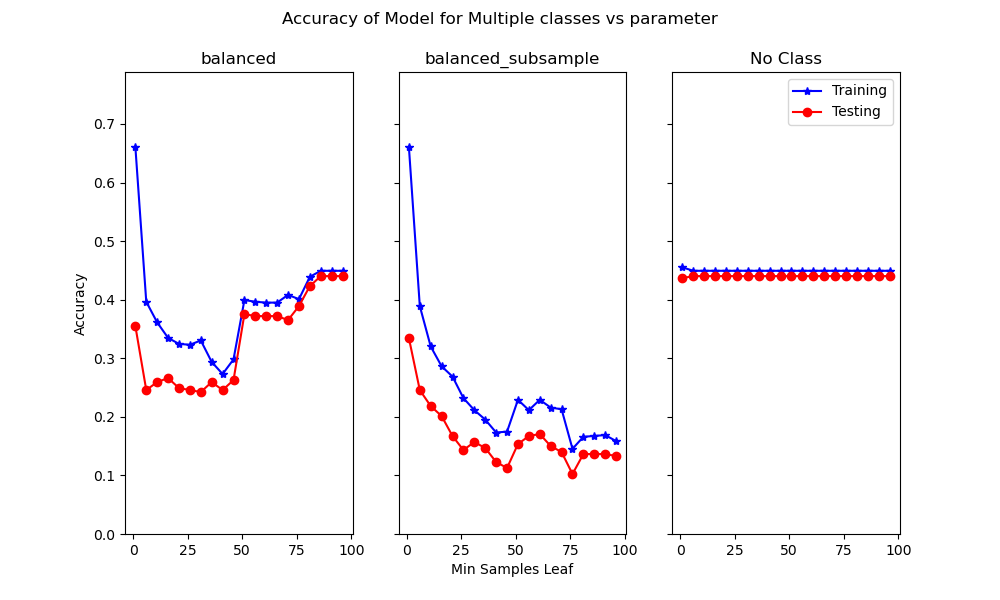 Accuracy of Model for Multiple classes vs parameter
balanced
balanced_subsample
No Class
Training
Testing
Accuracy
0.7
0.6
0.5
0.4
0.3
0.2
0.1
0.0
0 25 50 75 100
0 25 50 75 100
0 25 50 75 100
Min Samples Leaf